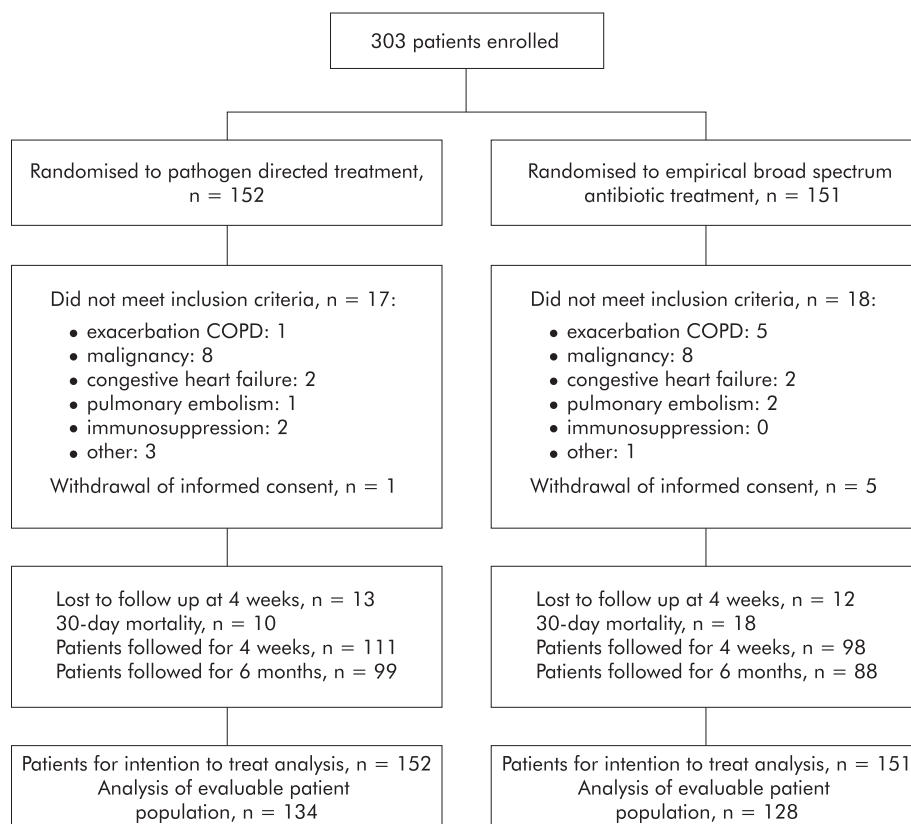 303 patients enrolled
Randomised to pathogen directed treatment,
n = 152
Randomised to empirical broad spectrum
antibiotic treatment, n = 151
Did not meet inclusion criteria, n = 17:
• exacerbation COPD: 1
• malignancy: 8
• congestive heart failure: 2
• pulmonary embolism: 1
• immunosuppression: 2
• other: 3
Withdrawal of informed consent, n = 1
Did not meet inclusion criteria, n = 18:
• exacerbation COPD: 5
• malignancy: 8
• congestive heart failure: 2
• pulmonary embolism: 2
• immunosuppression: 0
• other: 1
Withdrawal of informed consent, n = 5
Lost to follow up at 4 weeks, n = 13
30-day mortality, n = 10
Patients followed for 4 weeks, n = 111
Patients followed for 6 months, n = 99
Lost to follow up at 4 weeks, n = 12
30-day mortality, n = 18
Patients followed for 4 weeks, n = 98
Patients followed for 6 months, n = 88
Patients for intention to treat analysis, n = 152
Analysis of evaluable patient
population, n = 134
Patients for intention to treat analysis, n = 151
Analysis of evaluable patient
population, n = 128